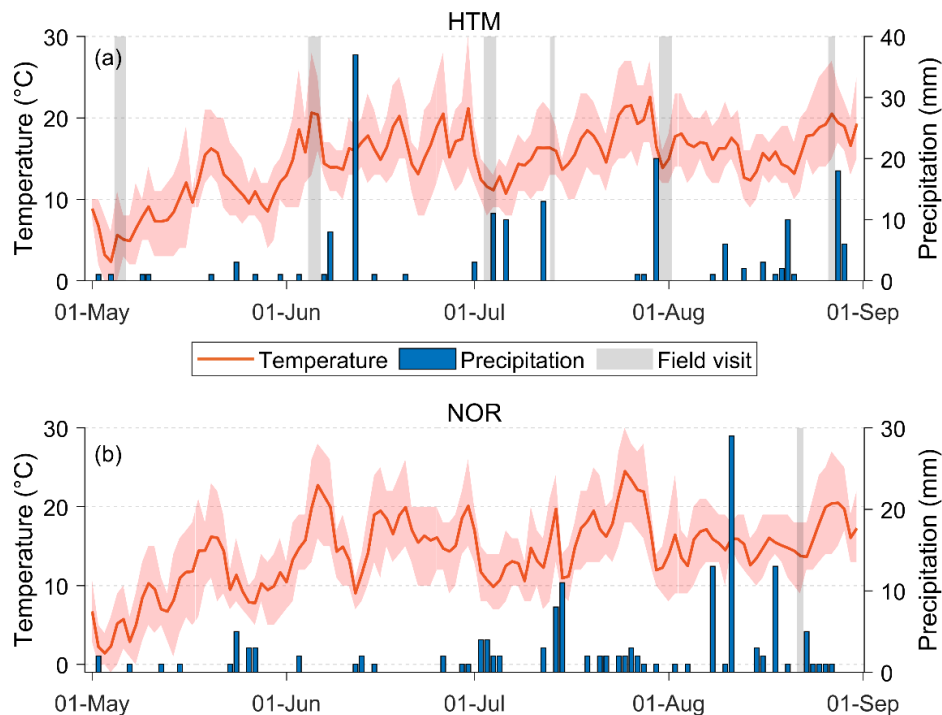 HTM
(a)
Temperature (°C)
30
20
10
0
Precipitation (mm)
40
30
20
10
0
01-May 01-Jun 01-Jul 01-Aug 01-Sep
Temperature Precipitation Field visit
NOR
(b)
Temperature (°C)
30
20
10
0
Precipitation (mm)
30
20
10
0
01-May 01-Jun 01-Jul 01-Aug 01-Sep